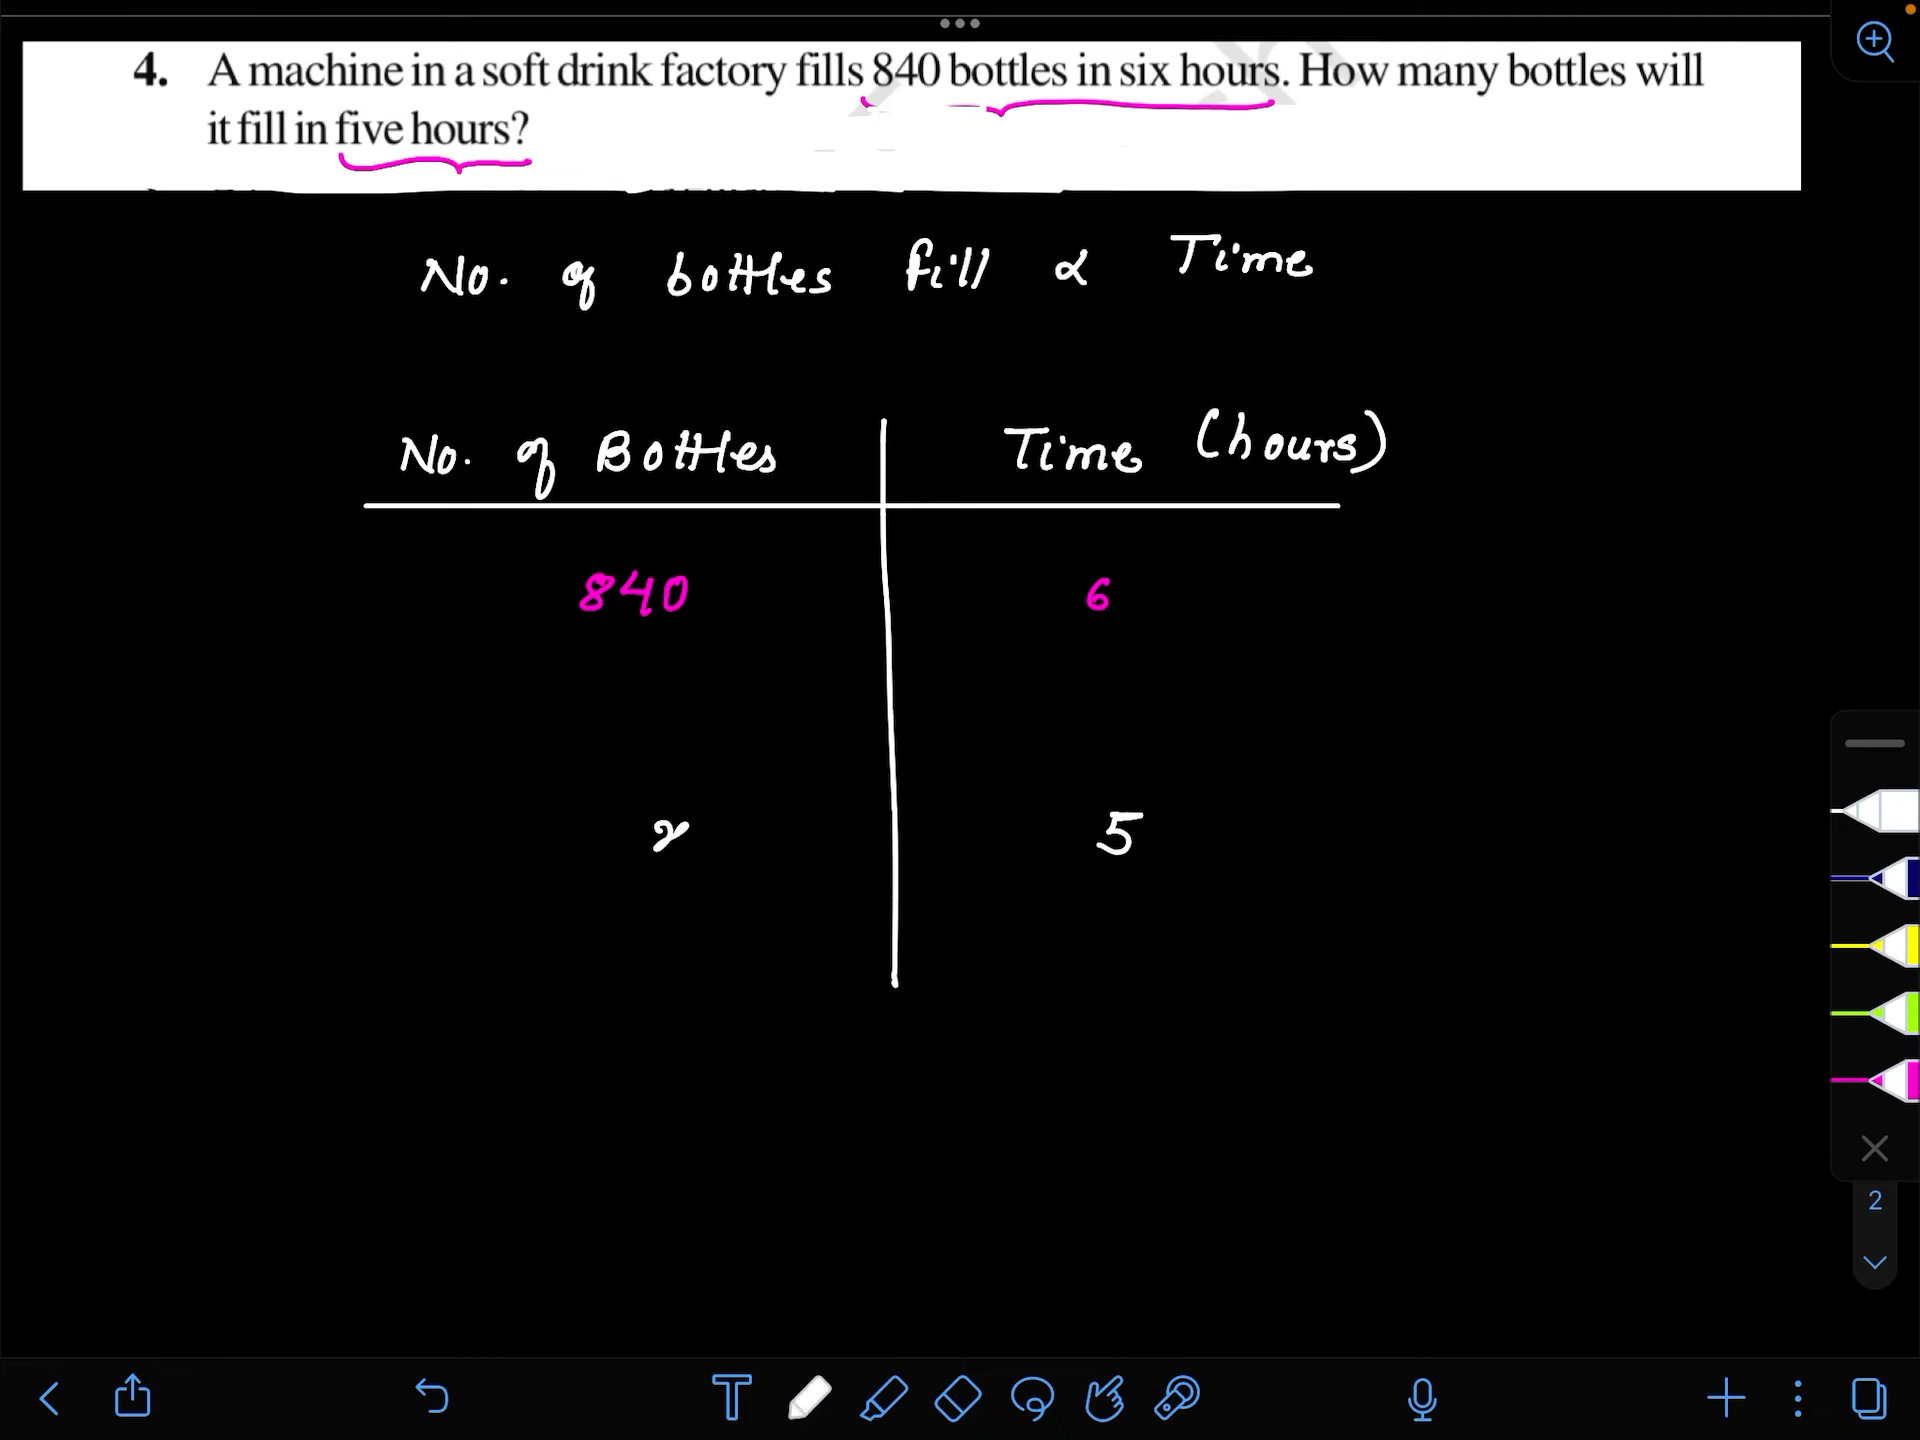 4. A machine in a soft drink factory fills 840 bottles in six hours. How many bottles will
it fill in five hours?
No. of bottles fill α Time
No. of Bottles Time (hours)
840 6
x 5
2